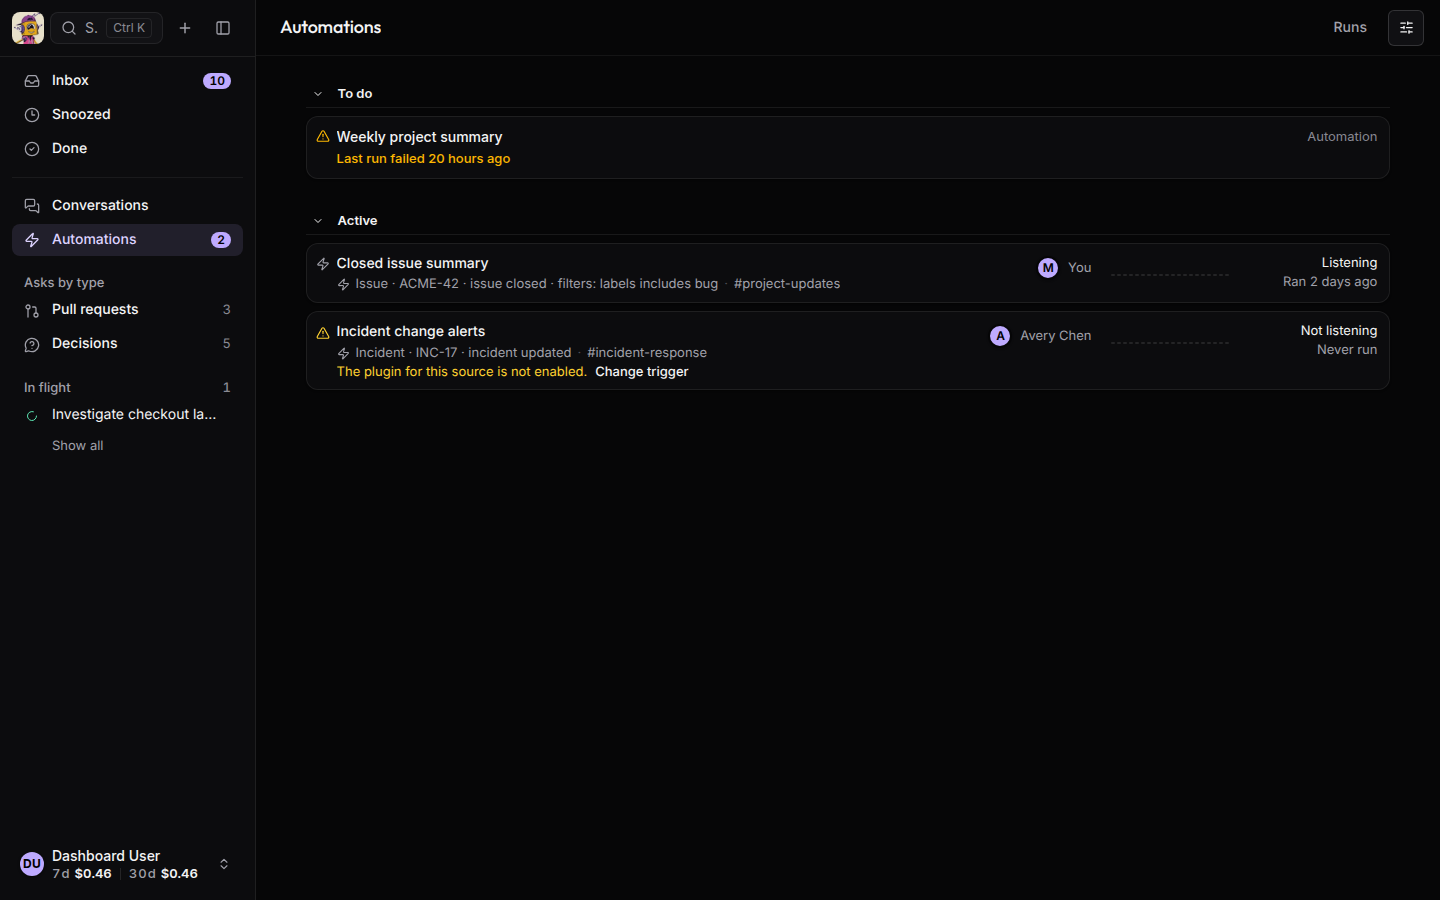 S. Ctrl K
Automations
Runs
Inbox 10
Snoozed
Done
Conversations
Automations 2
Asks by type
Pull requests 3
Decisions 5
In flight 1
Investigate checkout la...
Show all
To do
Weekly project summary
Automation
Last run failed 20 hours ago
Active
Closed issue summary
Issue · ACME-42 · issue closed · filters: labels includes bug · #project-updates
M You
Listening
Ran 2 days ago
Incident change alerts
Incident · INC-17 · incident updated · #incident-response
The plugin for this source is not enabled. Change trigger
A Avery Chen
Not listening
Never run
DU Dashboard User
7d $0.46 30d $0.46